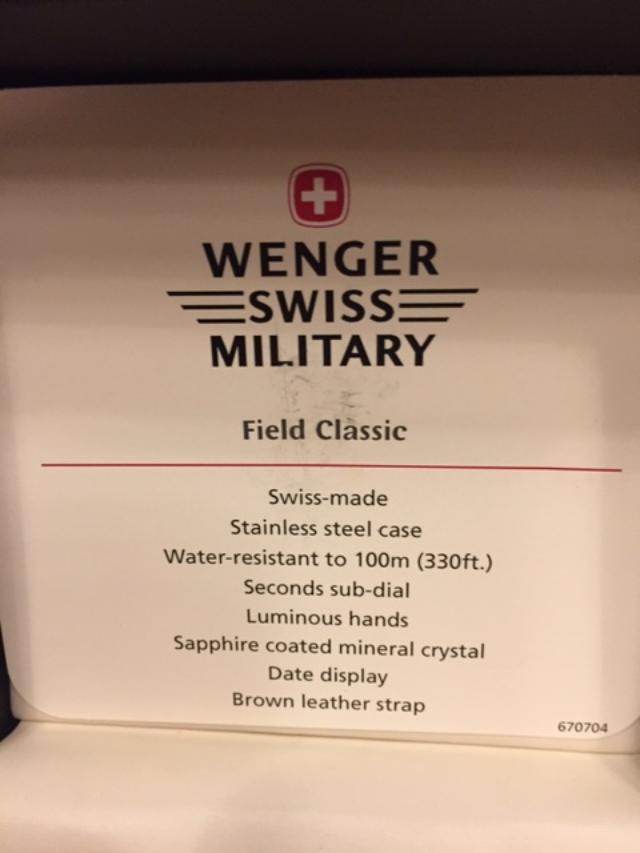 WENGER
SWISS
MILITARY
Field Classic
Swiss-made
Stainless steel case
Water-resistant to 100m (330ft.)
Seconds sub-dial
Luminous hands
Sapphire coated mineral crystal
Date display
Brown leather strap
670704